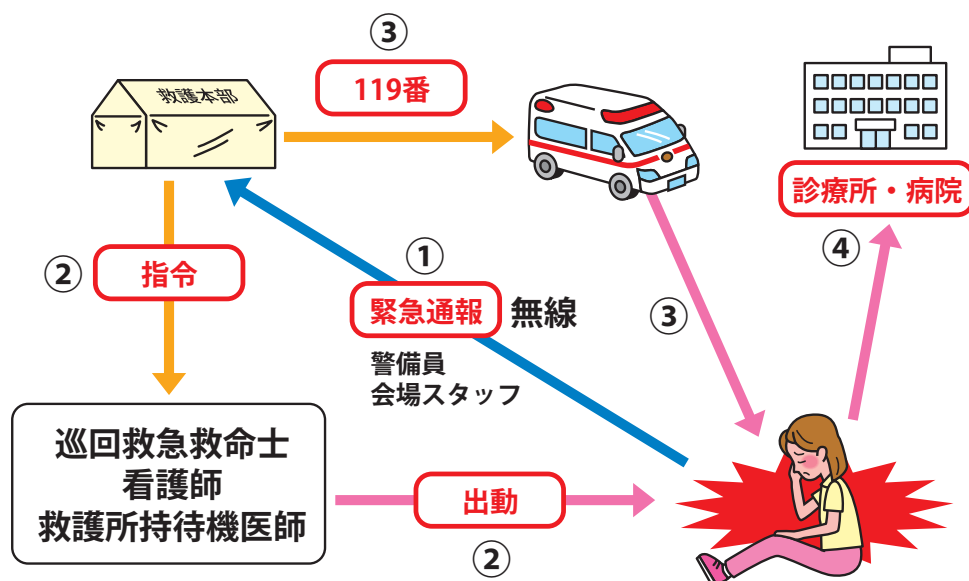 ③
119番
救護本部
診療所・病院
④
②
指令
①
緊急通報 無線
警備員
会場スタッフ
③
巡回救急救命士
看護師
救護所持待機医師
出動
②